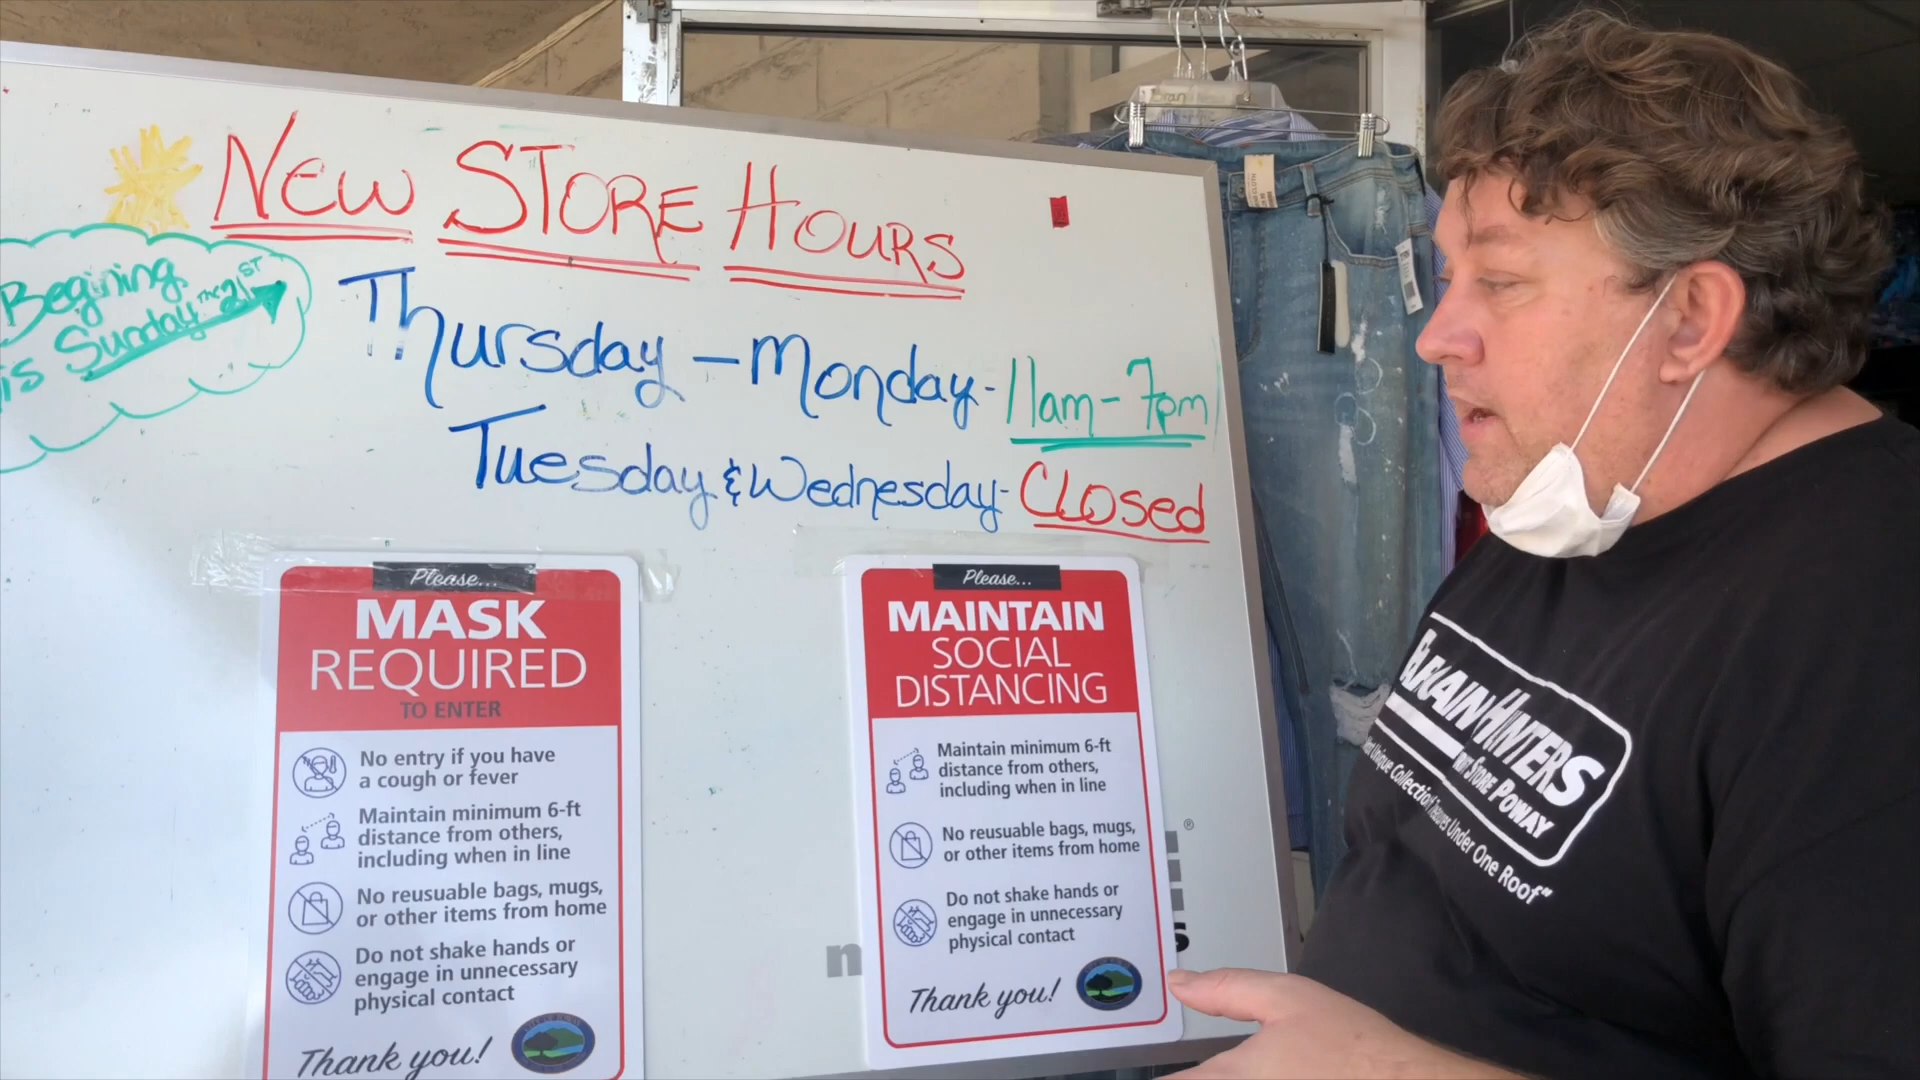 New STORE HOURS
Begining
is Sunday THE 21ST
Thursday - Monday - 11am - 7pm
Tuesday & Wednesday - Closed
Please...
MASK
REQUIRED
TO ENTER
No entry if you have
a cough or fever
Maintain minimum 6-ft
distance from others,
including when in line
No reusuable bags, mugs,
or other items from home
Do not shake hands or
engage in unnecessary
physical contact
Thank you!
Please...
MAINTAIN
SOCIAL
DISTANCING
Maintain minimum 6-ft
distance from others,
including when in line
No reusuable bags, mugs,
or other items from home
Do not shake hands or
engage in unnecessary
physical contact
Thank you!
HUNTERS
STORE POWAY
Unique Collection Treasures Under One Roof"